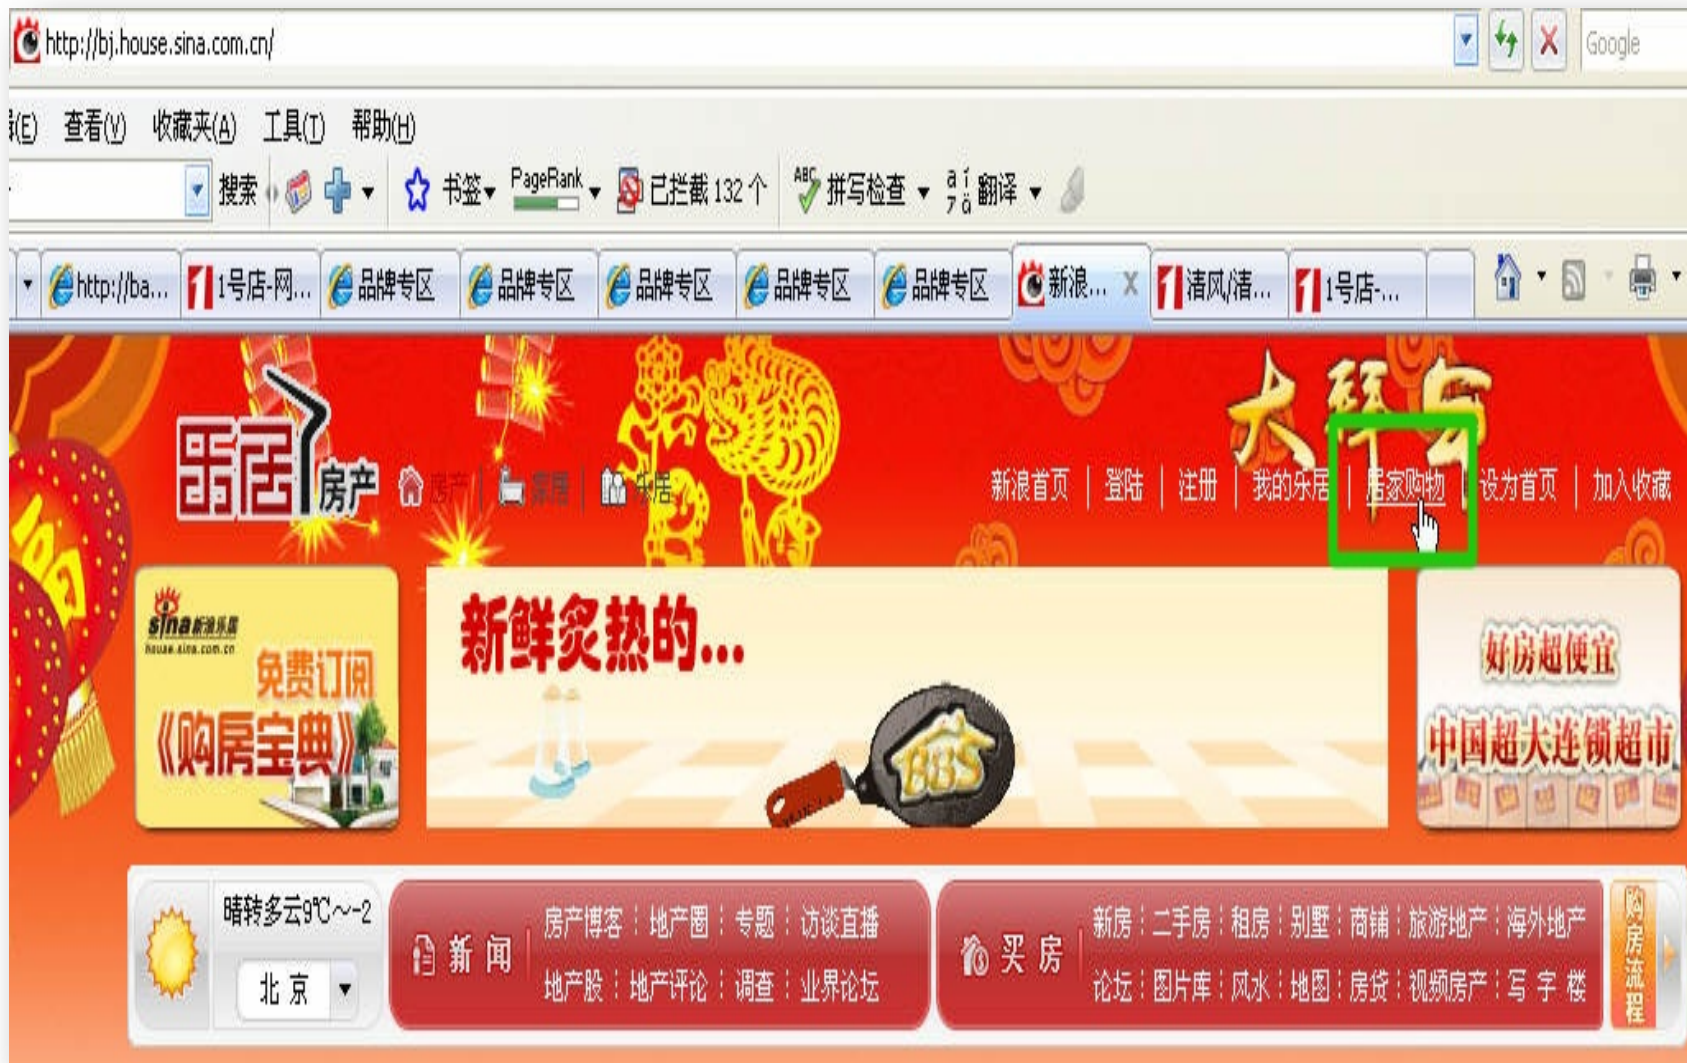 http://bj.house.sina.com.cn/
Google
(E) 查看(V) 收藏夹(A) 工具(T) 帮助(H)
搜索 书签 PageRank 已拦截 132 个 ABC 拼写检查 翻译
http://ba... 1号店-网... 品牌专区 品牌专区 品牌专区 品牌专区 品牌专区 新浪... X 清风/清... 1号店-...
乐居 房产 房产 | 家居 | 乐居
新浪首页 | 登陆 | 注册 | 我的乐居 | 居家购物 | 设为首页 | 加入收藏
sina 新浪乐居
house.sina.com.cn
免费订阅
《购房宝典》
新鲜炙热的...
BBS
好房超便宜
中国超大连锁超市
晴转多云9℃～-2
北京
新闻
房产博客 ┆ 地产圈 ┆ 专题 ┆ 访谈直播
地产股 ┆ 地产评论 ┆ 调查 ┆ 业界论坛
买房
新房 ┆ 二手房 ┆ 租房 ┆ 别墅 ┆ 商铺 ┆ 旅游地产 ┆ 海外地产
论坛 ┆ 图片库 ┆ 风水 ┆ 地图 ┆ 房贷 ┆ 视频房产 ┆ 写字楼
购房流程